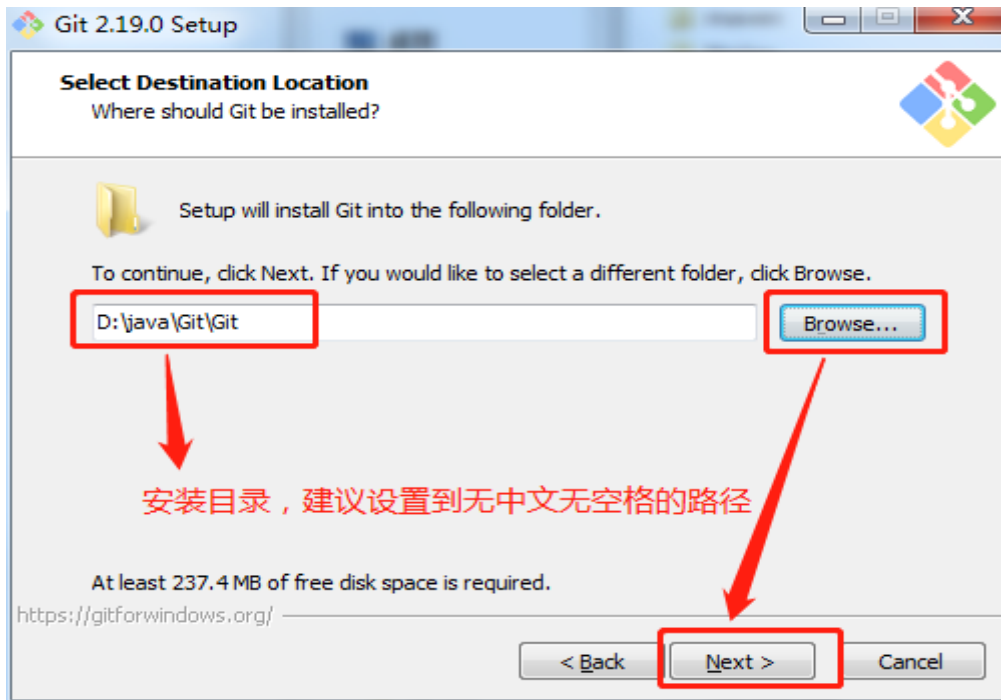 Git 2.19.0 Setup
Select Destination Location
Where should Git be installed?
Setup will install Git into the following folder.
To continue, click Next. If you would like to select a different folder, click Browse.
D:\java\Git\Git
Browse...
安装目录，建议设置到无中文无空格的路径
At least 237.4 MB of free disk space is required.
https://gitforwindows.org/
< Back
Next >
Cancel